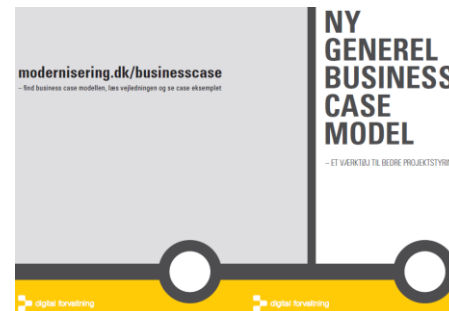 modernisering.dk/businesscase
– find business case modellen, læs vejledningen og se case eksemplet
NY
GENEREL
BUSINESS
CASE
MODEL
– ET VÆRKTØJ TIL BEDRE PROJEKTSTYRIN
digital forvaltning
digital forvaltning